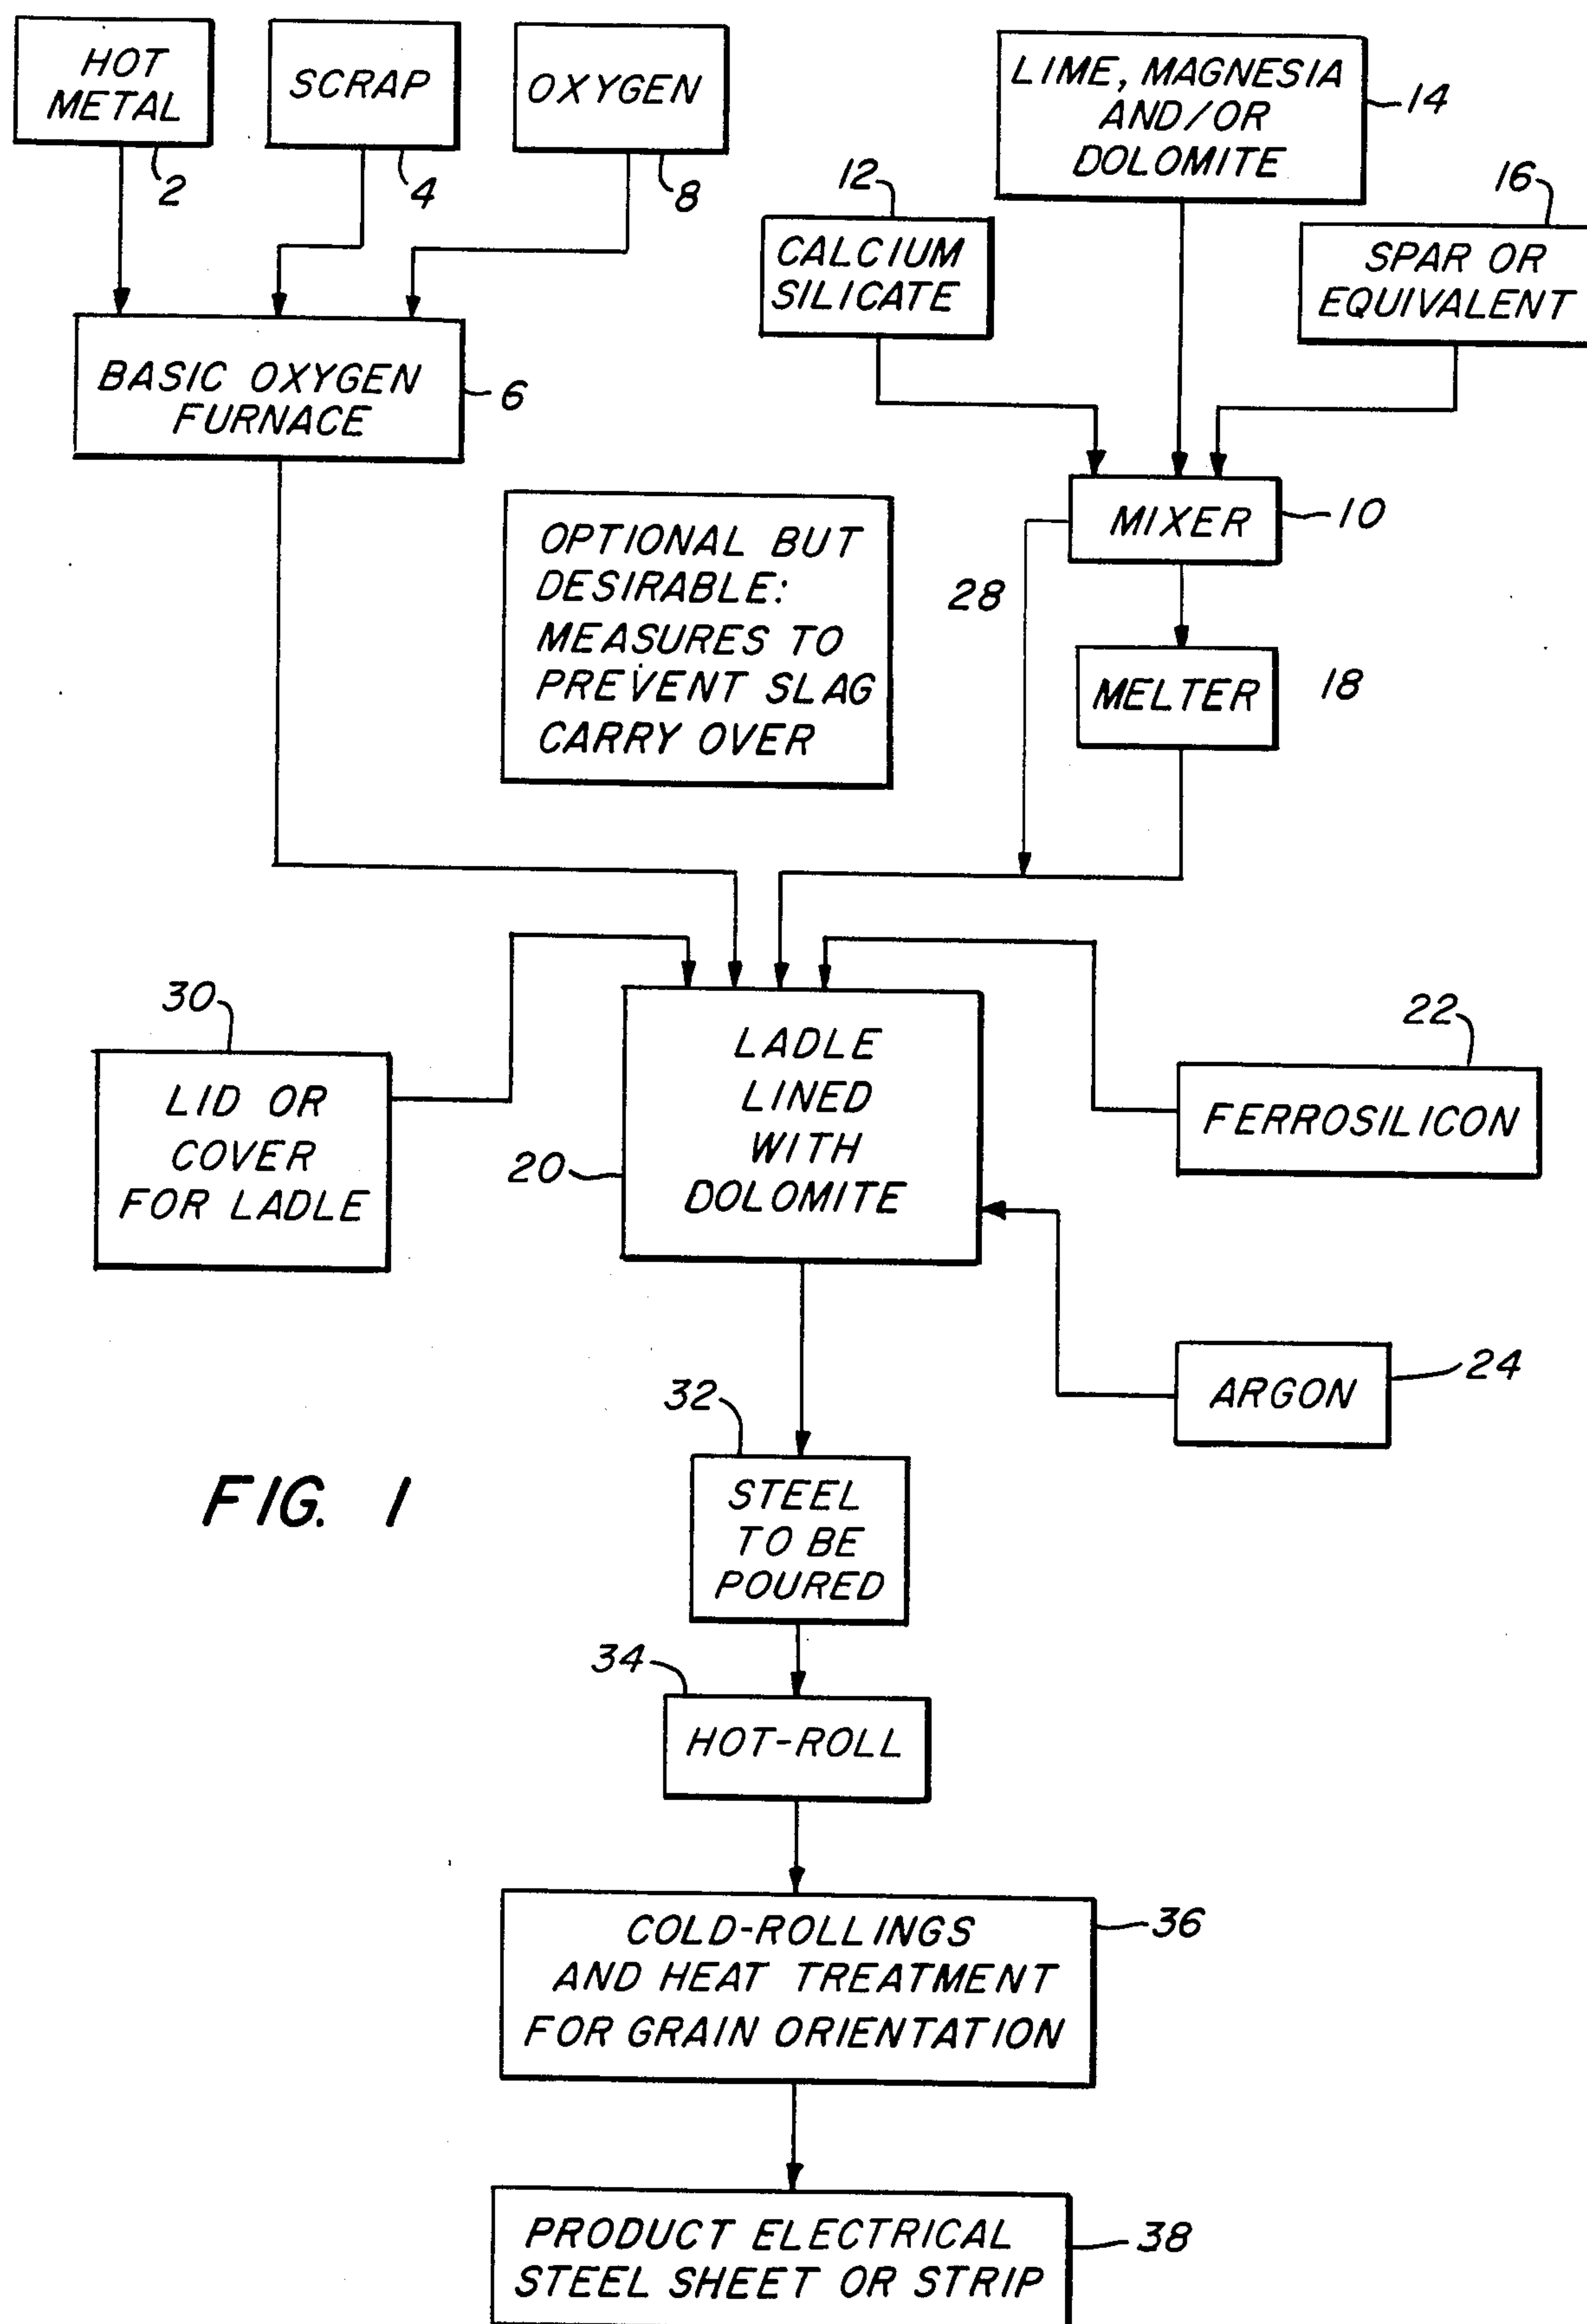 HOT
METAL
2
SCRAP
4
OXYGEN
8
LIME, MAGNESIA
AND/OR
DOLOMITE
14
12
CALCIUM
SILICATE
16
SPAR OR
EQUIVALENT
BASIC OXYGEN
FURNACE
6
MIXER
10
OPTIONAL BUT
DESIRABLE:
MEASURES TO
PREVENT SLAG
CARRY OVER
28
MELTER
18
30
LID OR
COVER
FOR LADLE
LADLE
LINED
WITH
DOLOMITE
20
22
FERROSILICON
ARGON
24
32
STEEL
TO BE
POURED
FIG. 1
34
HOT-ROLL
COLD-ROLLINGS
AND HEAT TREATMENT
FOR GRAIN ORIENTATION
36
PRODUCT ELECTRICAL
STEEL SHEET OR STRIP
38